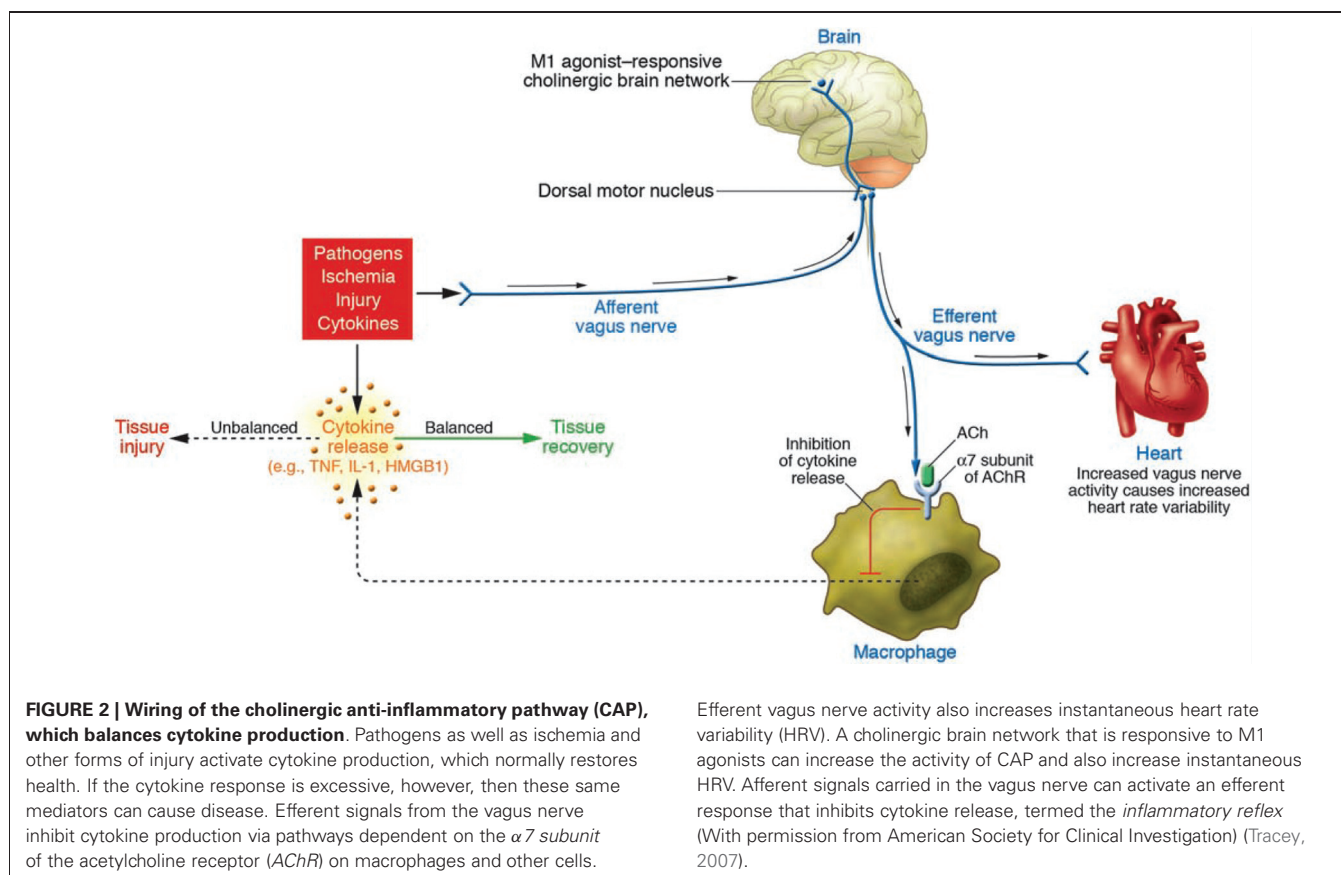 Brain
M1 agonist–responsive
cholinergic brain network
Dorsal motor nucleus
Pathogens
Ischemia
Injury
Cytokines
Afferent
vagus nerve
Efferent
vagus nerve
Tissue
injury
Unbalanced
Cytokine
release
(e.g., TNF, IL-1, HMGB1)
Balanced
Tissue
recovery
Inhibition
of cytokine
release
ACh
α7 subunit
of AChR
Heart
Increased vagus nerve
activity causes increased
heart rate variability
Macrophage
FIGURE 2 | Wiring of the cholinergic anti-inflammatory pathway (CAP),
which balances cytokine production. Pathogens as well as ischemia and
other forms of injury activate cytokine production, which normally restores
health. If the cytokine response is excessive, however, then these same
mediators can cause disease. Efferent signals from the vagus nerve
inhibit cytokine production via pathways dependent on the α7 subunit
of the acetylcholine receptor (AChR) on macrophages and other cells.
Efferent vagus nerve activity also increases instantaneous heart rate
variability (HRV). A cholinergic brain network that is responsive to M1
agonists can increase the activity of CAP and also increase instantaneous
HRV. Afferent signals carried in the vagus nerve can activate an efferent
response that inhibits cytokine release, termed the inflammatory reflex
(With permission from American Society for Clinical Investigation) (Tracey,
2007).